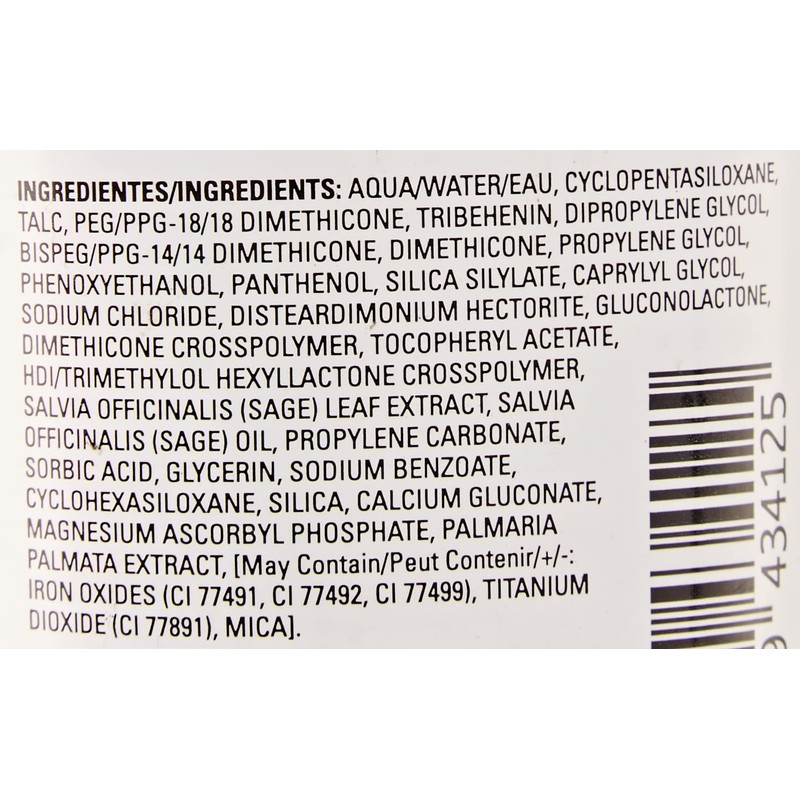 INGREDIENTES/INGREDIENTS: AQUA/WATER/EAU, CYCLOPENTASILOXANE,
TALC, PEG/PPG-18/18 DIMETHICONE, TRIBEHENIN, DIPROPYLENE GLYCOL,
BISPEG/PPG-14/14 DIMETHICONE, DIMETHICONE, PROPYLENE GLYCOL,
PHENOXYETHANOL, PANTHENOL, SILICA SILYLATE, CAPRYLYL GLYCOL,
SODIUM CHLORIDE, DISTEARDIMONIUM HECTORITE, GLUCONOLACTONE,
DIMETHICONE CROSSPOLYMER, TOCOPHERYL ACETATE,
HDI/TRIMETHYLOL HEXYLLACTONE CROSSPOLYMER,
SALVIA OFFICINALIS (SAGE) LEAF EXTRACT, SALVIA
OFFICINALIS (SAGE) OIL, PROPYLENE CARBONATE,
SORBIC ACID, GLYCERIN, SODIUM BENZOATE,
CYCLOHEXASILOXANE, SILICA, CALCIUM GLUCONATE,
MAGNESIUM ASCORBYL PHOSPHATE, PALMARIA
PALMATA EXTRACT, [May Contain/Peut Contenir/+/-:
IRON OXIDES (CI 77491, CI 77492, CI 77499), TITANIUM
DIOXIDE (CI 77891), MICA].
9 434125